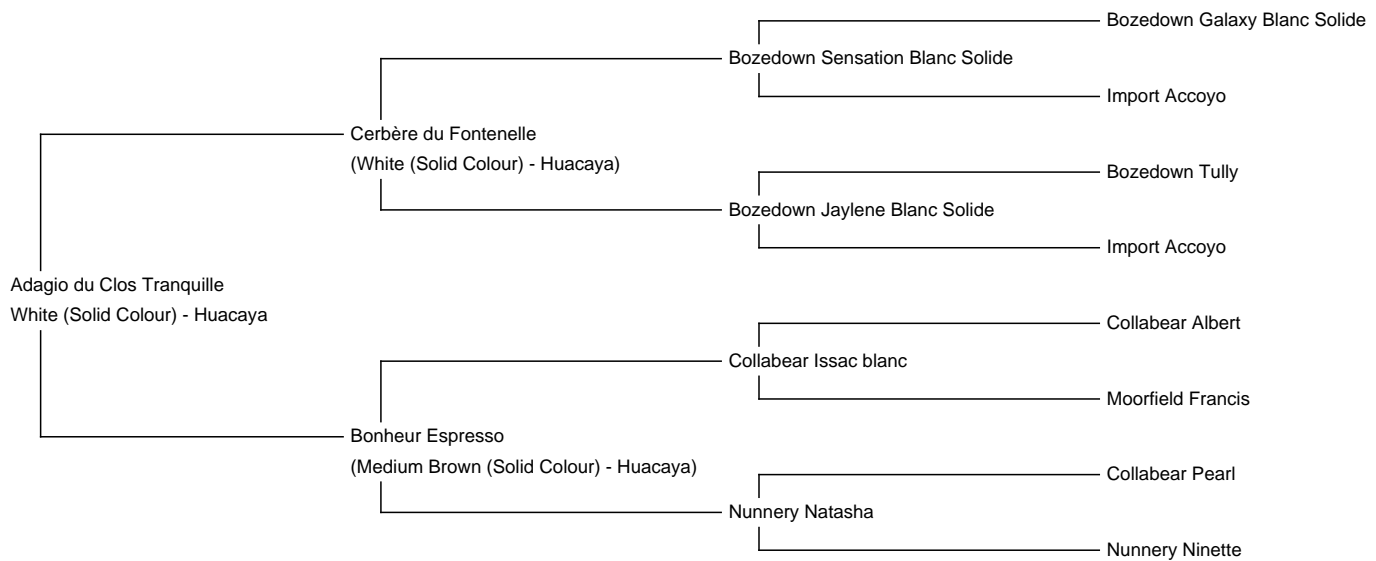 Bozedown Galaxy Blanc Solide
Bozedown Sensation Blanc Solide
Import Accoyo
Cerbère du Fontenelle
(White (Solid Colour) - Huacaya)
Bozedown Tully
Bozedown Jaylene Blanc Solide
Import Accoyo
Adagio du Clos Tranquille
White (Solid Colour) - Huacaya
Collabear Albert
Collabear Issac blanc
Moorfield Francis
Bonheur Espresso
(Medium Brown (Solid Colour) - Huacaya)
Collabear Pearl
Nunnery Natasha
Nunnery Ninette